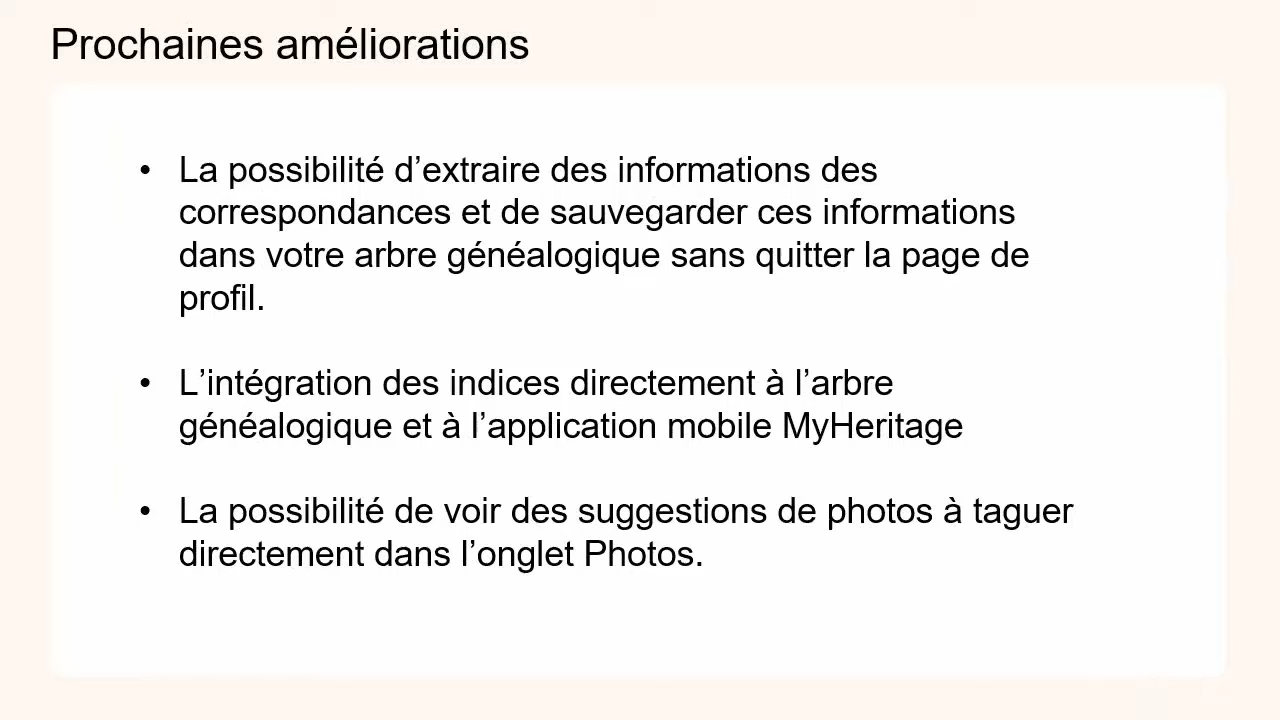 Prochaines améliorations
• La possibilité d’extraire des informations des
correspondances et de sauvegarder ces informations
dans votre arbre généalogique sans quitter la page de
profil.
• L’intégration des indices directement à l’arbre
généalogique et à l’application mobile MyHeritage
• La possibilité de voir des suggestions de photos à taguer
directement dans l’onglet Photos.